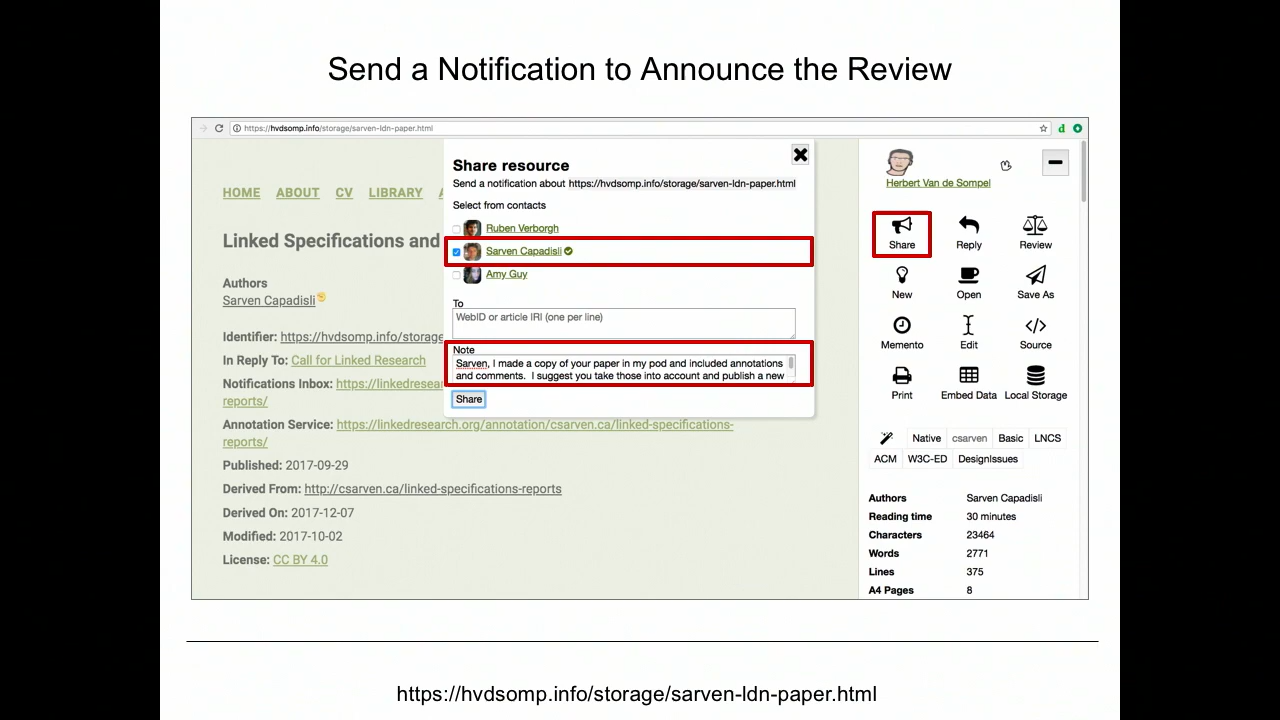 Send a Notification to Announce the Review
https://hvdsomp.info/storage/sarven-ldn-paper.html
HOME ABOUT CV LIBRARY
Linked Specifications and
Authors
Sarven Capadisli
Identifier: https://hvdsomp.info/storage
In Reply To: Call for Linked Research
Notifications Inbox: https://linkedresear
reports/
Annotation Service: https://linkedresearch.org/annotation/csarven.ca/linked-specifications-
reports/
Published: 2017-09-29
Derived From: http://csarven.ca/linked-specifications-reports
Derived On: 2017-12-07
Modified: 2017-10-02
License: CC BY 4.0
Share resource
Send a notification about https://hvdsomp.info/storage/sarven-ldn-paper.html
Select from contacts
Ruben Verborgh
Sarven Capadisli
Amy Guy
To
WebID or article IRI (one per line)
Note
Sarven, I made a copy of your paper in my pod and included annotations
and comments. I suggest you take those into account and publish a new
Share
Herbert Van de Sompel
Share Reply Review
New Open Save As
Memento Edit Source
Print Embed Data Local Storage
Native csarven Basic LNCS
ACM W3C-ED DesignIssues
Authors Sarven Capadisli
Reading time 30 minutes
Characters 23464
Words 2771
Lines 375
A4 Pages 8
https://hvdsomp.info/storage/sarven-ldn-paper.html